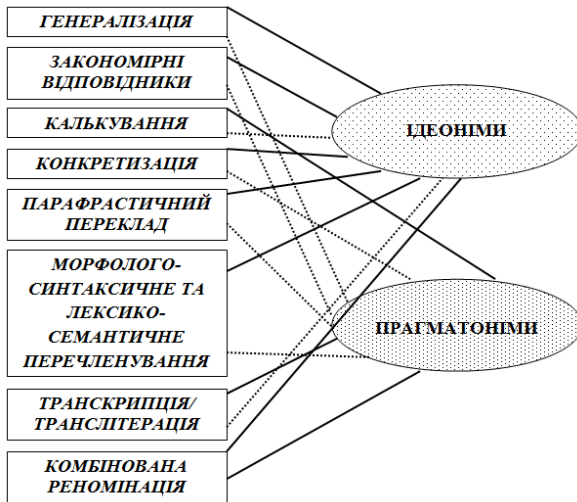 ГЕНЕРАЛІЗАЦІЯ
ЗАКОНОМІРНІ
ВІДПОВІДНИКИ
КАЛЬКУВАННЯ
КОНКРЕТИЗАЦІЯ
ПАРАФРАСТИЧНИЙ
ПЕРЕКЛАД
МОРФОЛОГО-
СИНТАКСИЧНЕ ТА
ЛЕКСИКО-
СЕМАНТИЧНЕ
ПЕРЕЧЛЕНУВАННЯ
ТРАНСКРИПЦІЯ/
ТРАНСЛІТЕРАЦІЯ
КОМБІНОВАНА
РЕНОМІНАЦІЯ
ІДЕОНІМИ
ПРАГМАТОНІМИ